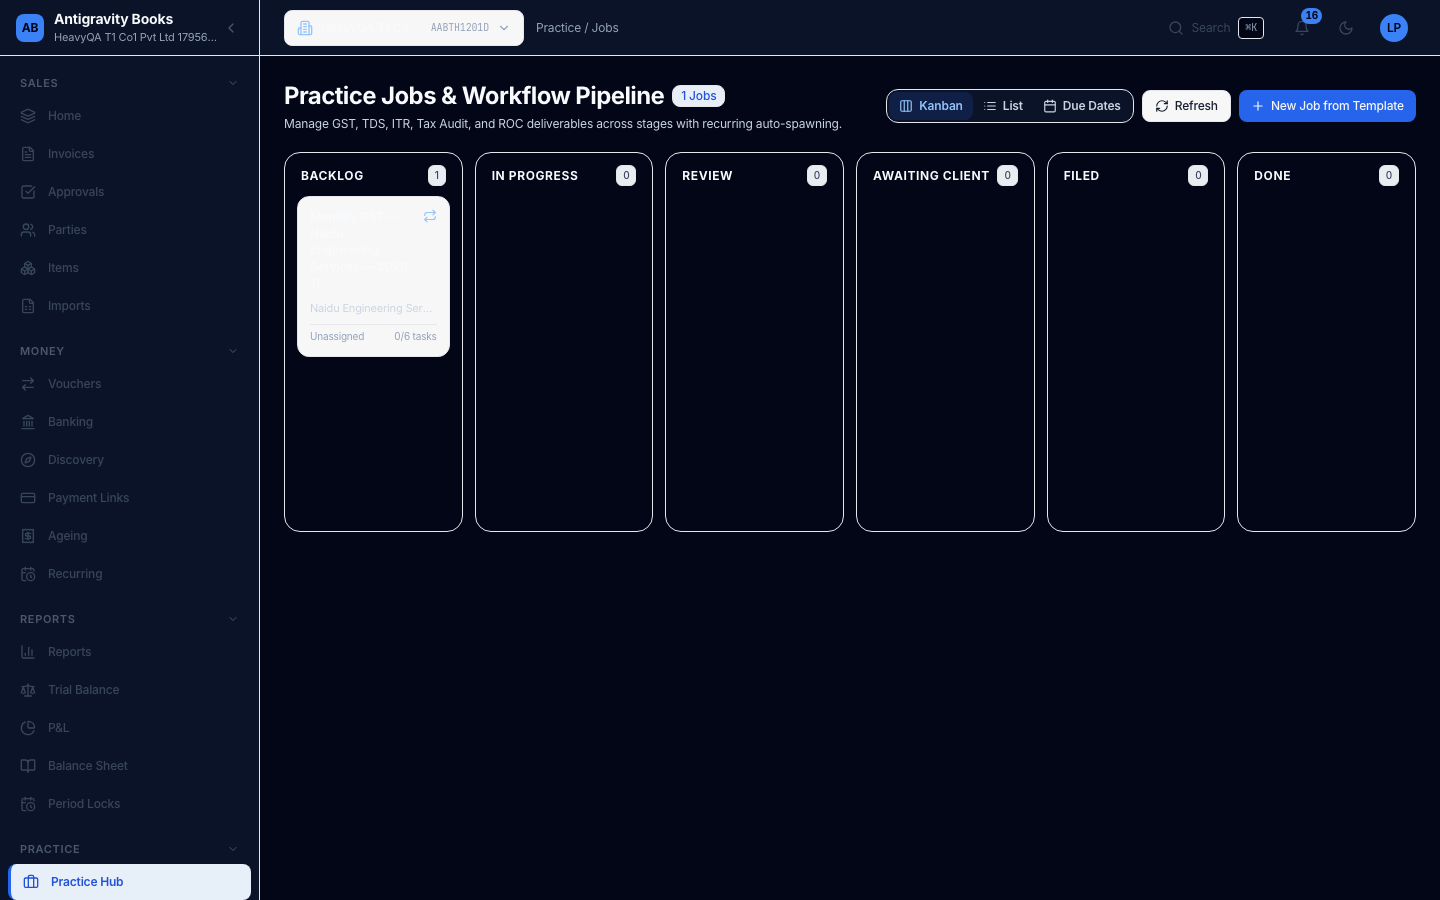 AB
Antigravity Books
HeavyQA T1 Co1 Pvt Ltd 17956...
AABTH1201D
Practice / Jobs
Search
⌘K
16
LP
SALES
Home
Invoices
Approvals
Parties
Items
Imports
MONEY
Vouchers
Banking
Discovery
Payment Links
Ageing
Recurring
REPORTS
Reports
Trial Balance
P&L
Balance Sheet
Period Locks
PRACTICE
Practice Hub
Practice Jobs & Workflow Pipeline
1 Jobs
Manage GST, TDS, ITR, Tax Audit, and ROC deliverables across stages with recurring auto-spawning.
Kanban
List
Due Dates
Refresh
New Job from Template
BACKLOG
1
Naidu Engineering Ser...
Unassigned
0/6 tasks
IN PROGRESS
0
REVIEW
0
AWAITING CLIENT
0
FILED
0
DONE
0